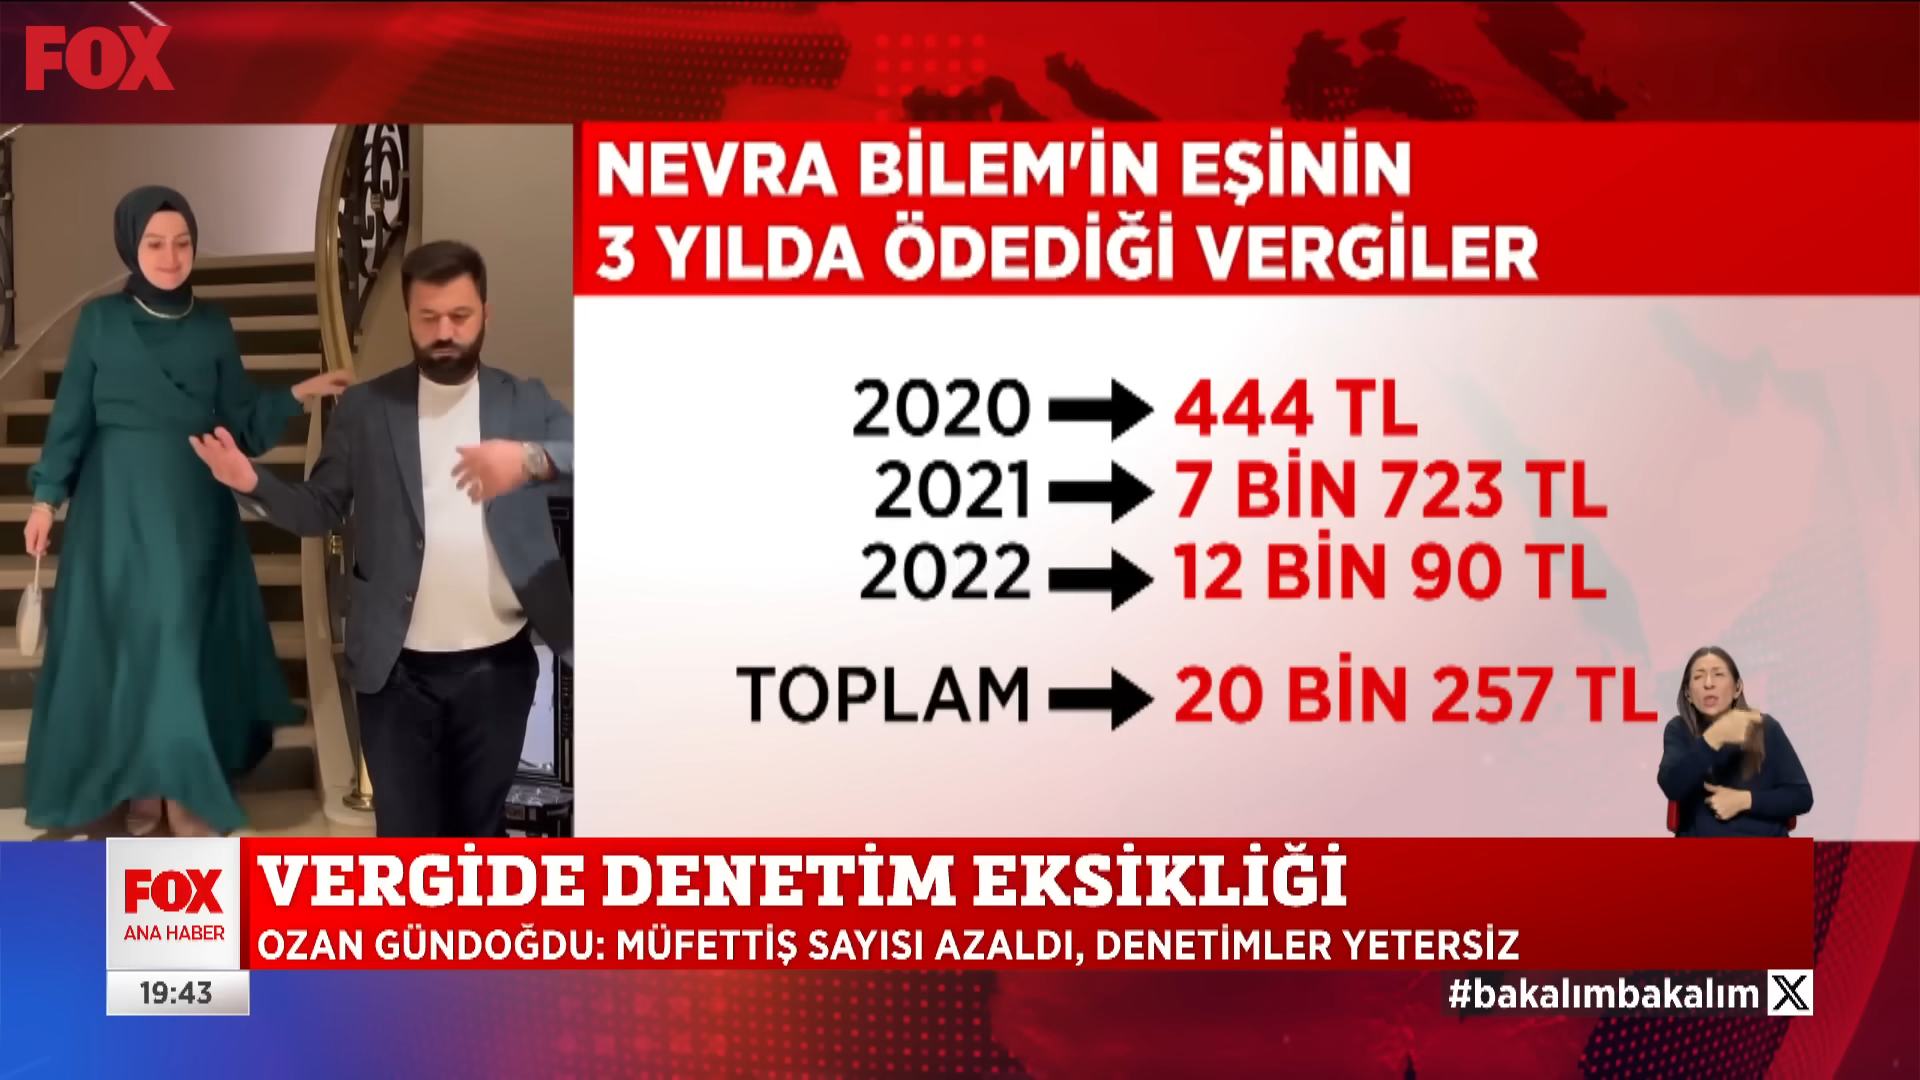 FOX
NEVRA BİLEM'İN EŞİNİN
3 YILDA ÖDEDİĞİ VERGİLER
2020 444 TL
2021 7 BİN 723 TL
2022 12 BİN 90 TL
TOPLAM 20 BİN 257 TL
FOX
ANA HABER
VERGİDE DENETİM EKSİKLİĞİ
OZAN GÜNDOĞDU: MÜFETTİŞ SAYISI AZALDI, DENETİMLER YETERSİZ
19:43
#bakalımbakalım X